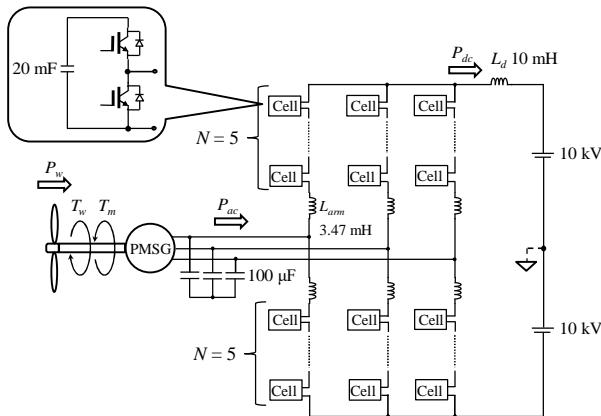 P_dc
L_d 10 mH
20 mF
Cell Cell Cell
N = 5
10 kV
Cell Cell Cell
P_w
L_arm
T_w T_m
P_ac
3.47 mH
PMSG
100 μF
Cell Cell Cell
N = 5
10 kV
Cell Cell Cell